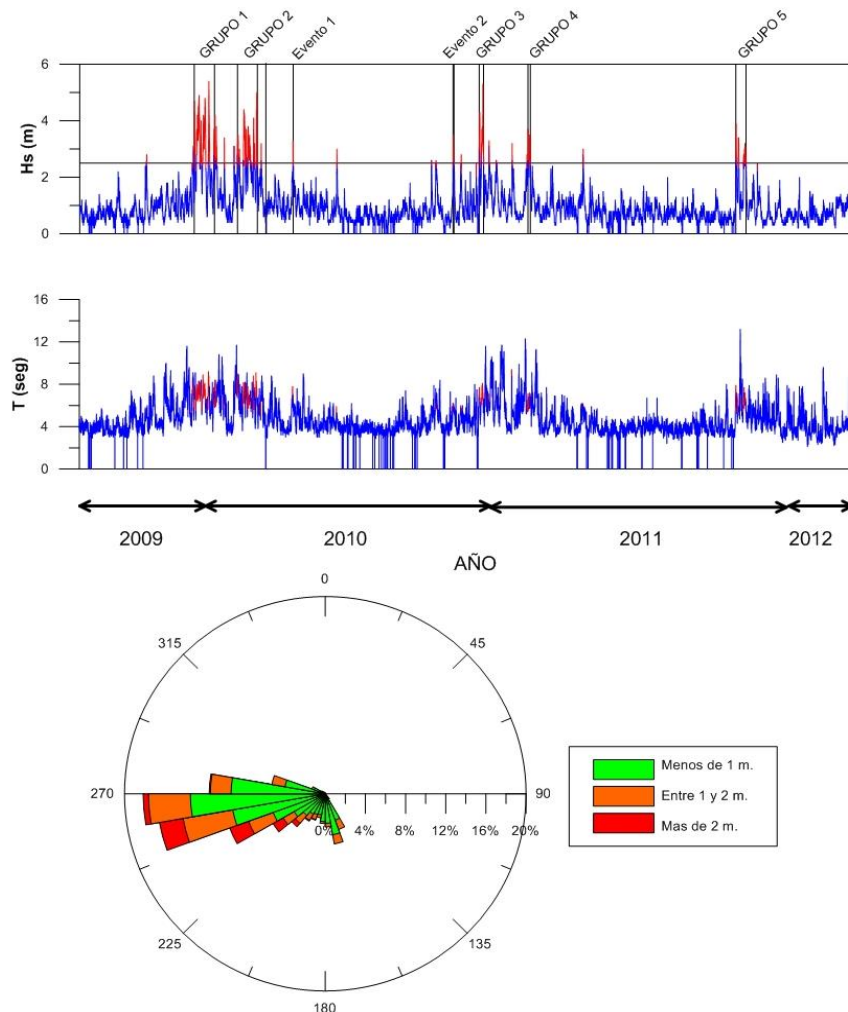 GRUPO 1
GRUPO 2
Evento 1
Evento 2
GRUPO 3
GRUPO 4
GRUPO 5
6
4
2
0
Hs (m)
16
12
8
4
0
T (seg)
2009
2010
2011
2012
AÑO
0
315
45
270
90
0% 4% 8% 12% 16% 20%
225
135
180
Menos de 1 m.
Entre 1 y 2 m.
Mas de 2 m.